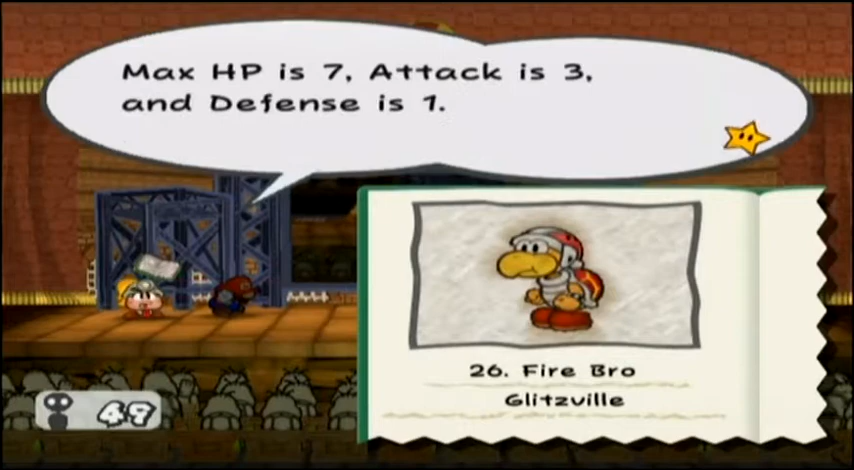 Max HP is 7, Attack is 3,
and Defense is 1.
26. Fire Bro
Glitzville
49